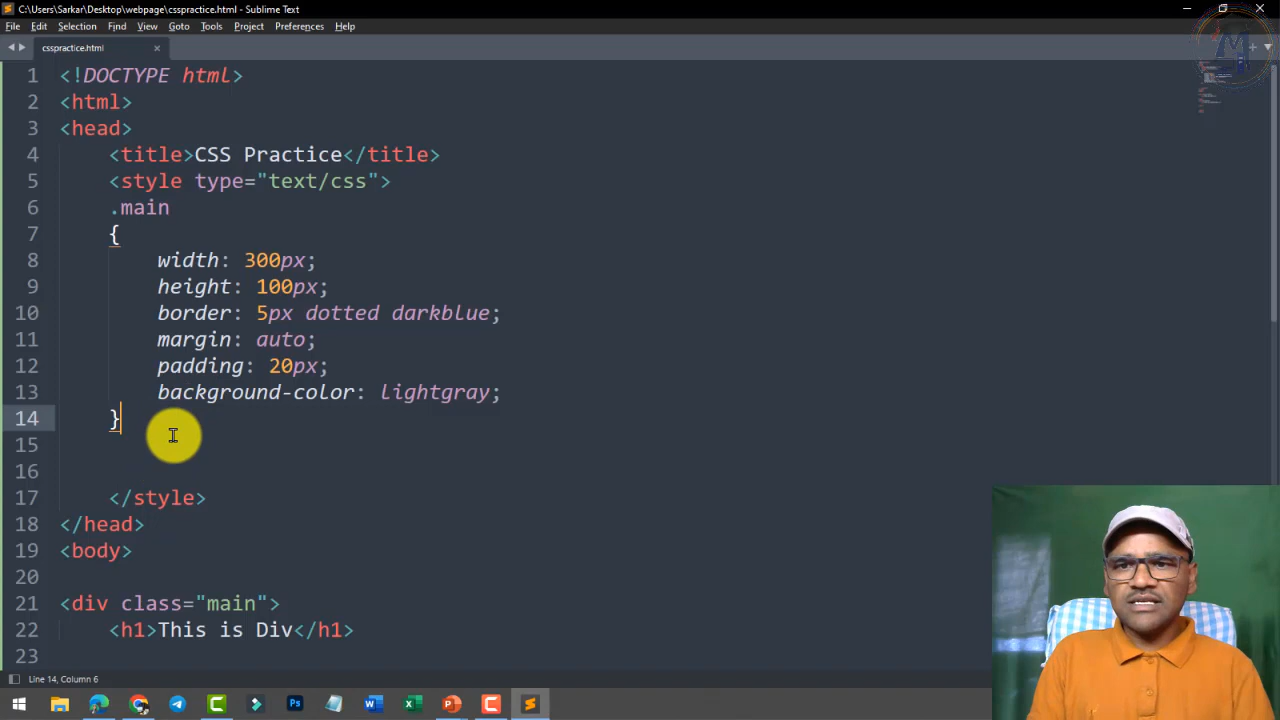 C:\Users\Sarkar\Desktop\webpage\csspractice.html - Sublime Text
File Edit Selection Find View Goto Tools Project Preferences Help
csspractice.html
1 <!DOCTYPE html>
2 <html>
3 <head>
4 <title>CSS Practice</title>
5 <style type="text/css">
6 .main
7 {
8 width: 300px;
9 height: 100px;
10 border: 5px dotted darkblue;
11 margin: auto;
12 padding: 20px;
13 background-color: lightgray;
14 }
15
16
17 </style>
18 </head>
19 <body>
20
21 <div class="main">
22 <h1>This is Div</h1>
23
Line 14, Column 6